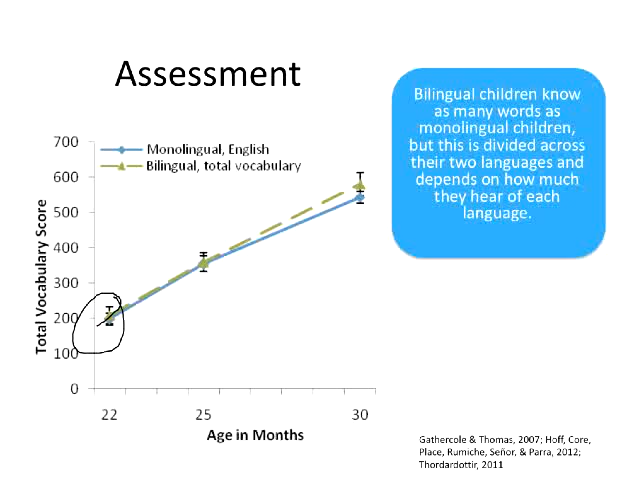 Assessment
Bilingual children know
as many words as
monolingual children,
but this is divided across
their two languages and
depends on how much
they hear of each
language.
Monolingual, English
Bilingual, total vocabulary
Total Vocabulary Score
700
600
500
400
300
200
100
0
22 25 30
Age in Months
Gathercole & Thomas, 2007; Hoff, Core,
Place, Rumiche, Señor, & Parra, 2012;
Thordardottir, 2011